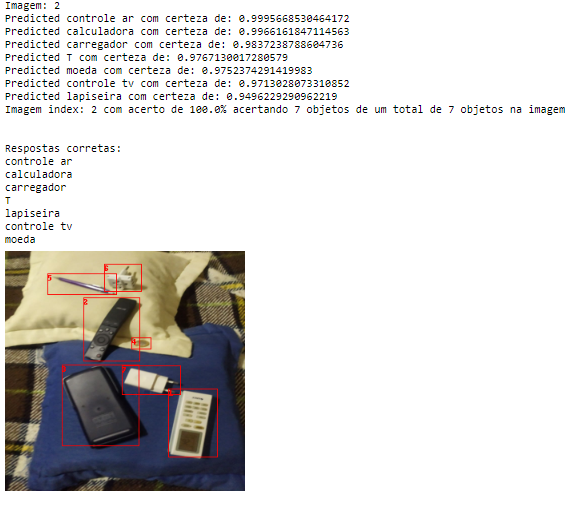 Imagem: 2
Predicted controle ar com certeza de: 0.9995668530464172
Predicted calculadora com certeza de: 0.9966161847114563
Predicted carregador com certeza de: 0.9837238788604736
Predicted T com certeza de: 0.9767130017280579
Predicted moeda com certeza de: 0.9752374291419983
Predicted controle tv com certeza de: 0.9713028073310852
Predicted lapiseira com certeza de: 0.9496229290962219
Imagem index: 2 com acerto de 100.0% acertando 7 objetos de um total de 7 objetos na imagem
Respostas corretas:
controle ar
calculadora
carregador
T
lapiseira
controle tv
moeda
6
5
2
4